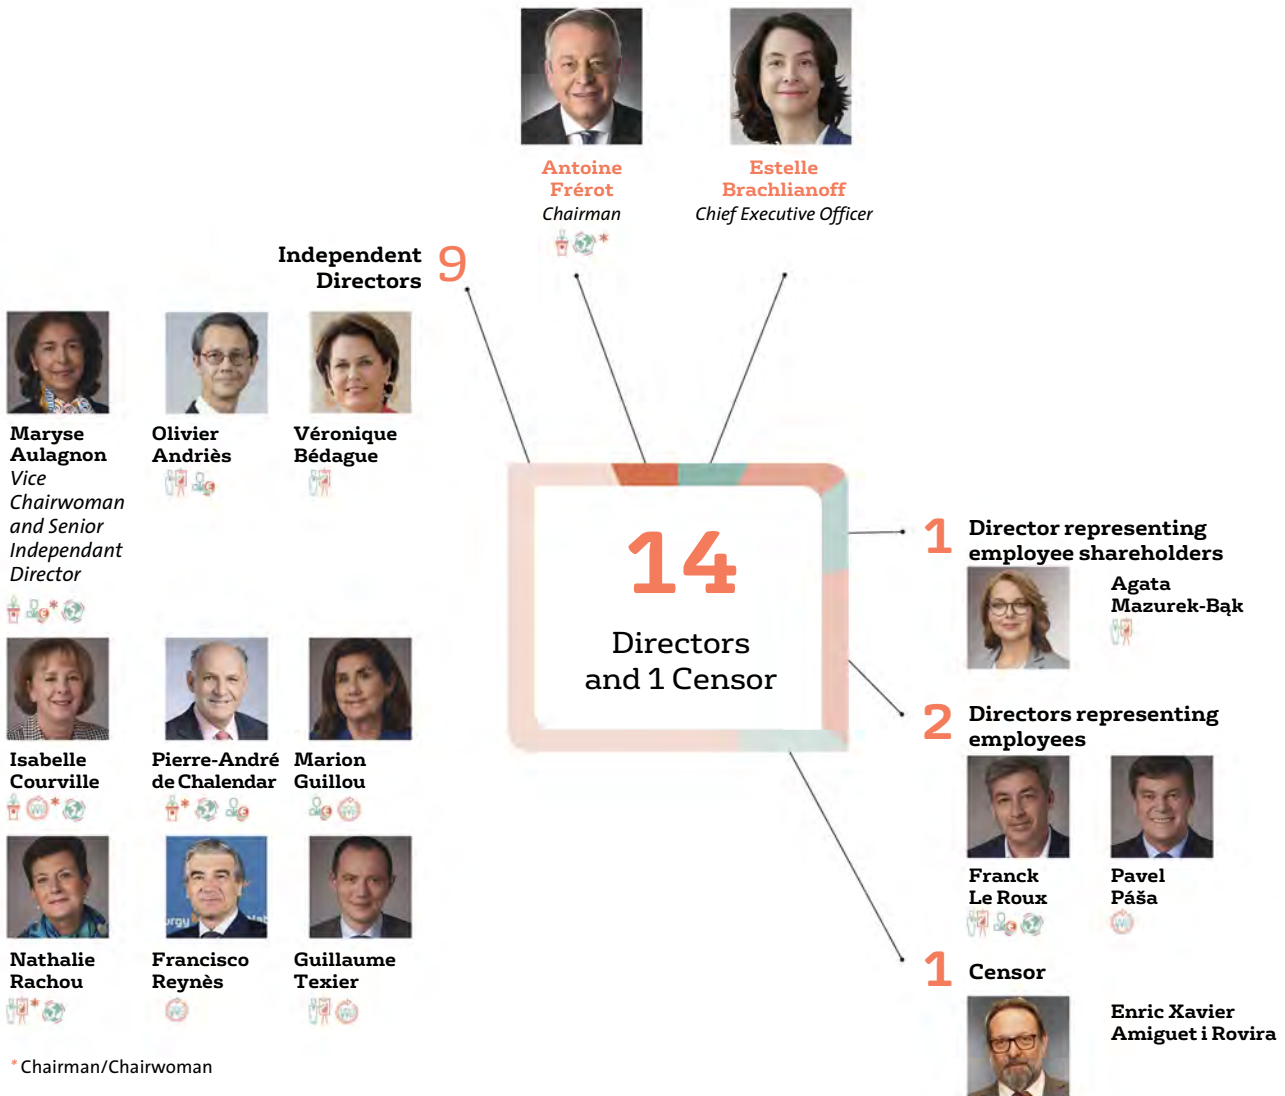 Antoine
Frérot
Chairman
*
Estelle
Brachlianoff
Chief Executive Officer
Independent
Directors
9
Maryse
Aulagnon
Vice
Chairwoman
and Senior
Independant
Director
*
Olivier
Andriès
Véronique
Bédague
Isabelle
Courville
*
Pierre-André
de Chalendar
*
Marion
Guillou
Nathalie
Rachou
*
Francisco
Reynès
Guillaume
Texier
* Chairman/Chairwoman
14
Directors
and 1 Censor
1
Director representing
employee shareholders
Agata
Mazurek-Bąk
2
Directors representing
employees
Franck
Le Roux
Pavel
Páša
1
Censor
Enric Xavier
Amiguet i Rovira